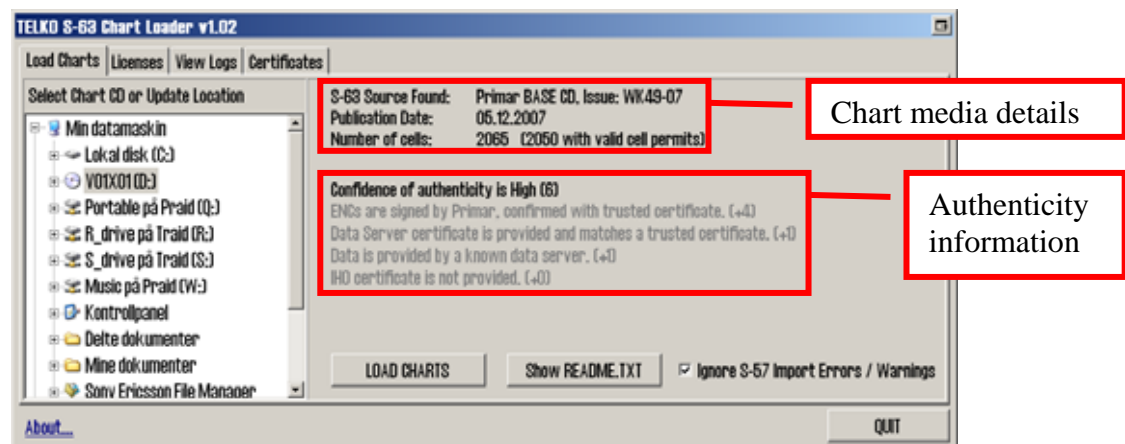 TELKO S-63 Chart Loader v1.02
Load Charts Licenses View Logs Certificates
Select Chart CD or Update Location
Min datamaskin
Lokal disk (C:)
V01X01 (D:)
Portable på Praid (Q:)
R_drive på Traid (R:)
S_drive på Traid (S:)
Music på Praid (W:)
Kontrollpanel
Delte dokumenter
Mine dokumenter
Sony Ericsson File Manager
S-63 Source Found: Primar BASE CD, Issue: WK49-07
Publication Date: 05.12.2007
Number of cells: 2065 (2050 with valid cell permits)
Chart media details
Confidence of authenticity is High (6)
ENCs are signed by Primar, confirmed with trusted certificate. (+4)
Data Server certificate is provided and matches a trusted certificate. (+1)
Data is provided by a known data server. (+1)
IHO certificate is not provided. (+0)
Authenticity
information
LOAD CHARTS Show README.TXT Ignore S-57 Import Errors / Warnings
About... QUIT